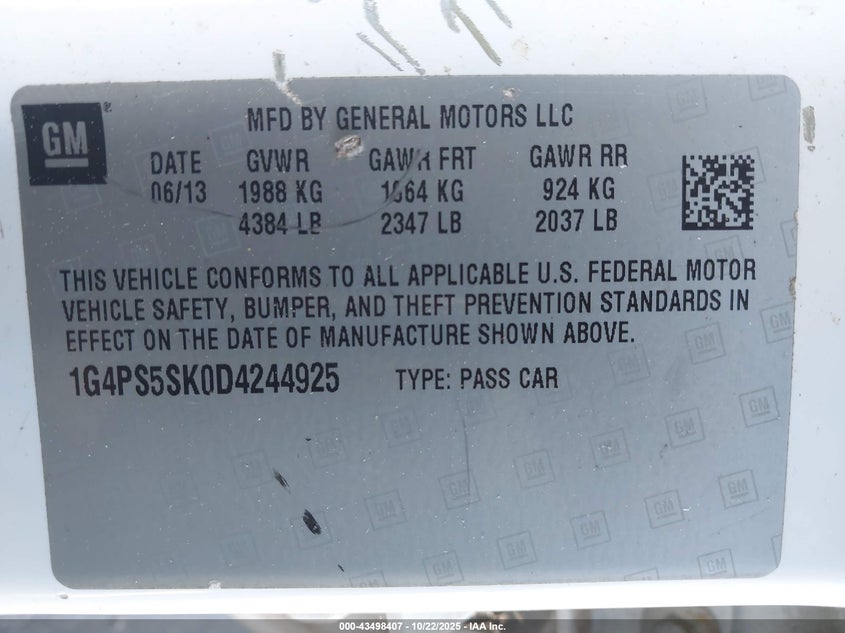 GM
MFD BY GENERAL MOTORS LLC
DATE GVWR GAWR FRT GAWR RR
06/13 1988 KG 1064 KG 924 KG
4384 LB 2347 LB 2037 LB
THIS VEHICLE CONFORMS TO ALL APPLICABLE U.S. FEDERAL MOTOR
VEHICLE SAFETY, BUMPER, AND THEFT PREVENTION STANDARDS IN
EFFECT ON THE DATE OF MANUFACTURE SHOWN ABOVE.
1G4PS5SK0D4244925 TYPE: PASS CAR
000-43498407 - 10/22/2025 - IAA Inc.